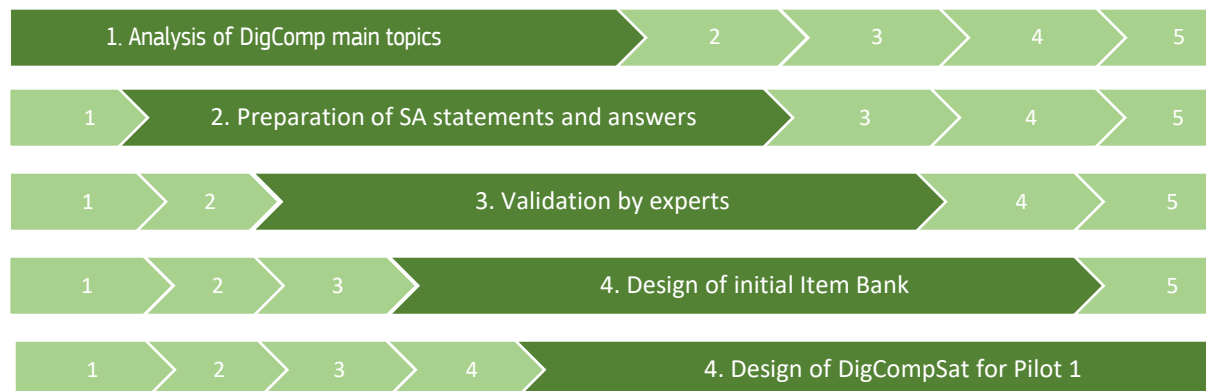 1. Analysis of DigComp main topics 2 3 4 5
1 2. Preparation of SA statements and answers 3 4 5
1 2 3. Validation by experts 4 5
1 2 3 4. Design of initial Item Bank 5
1 2 3 4 4. Design of DigCompSat for Pilot 1